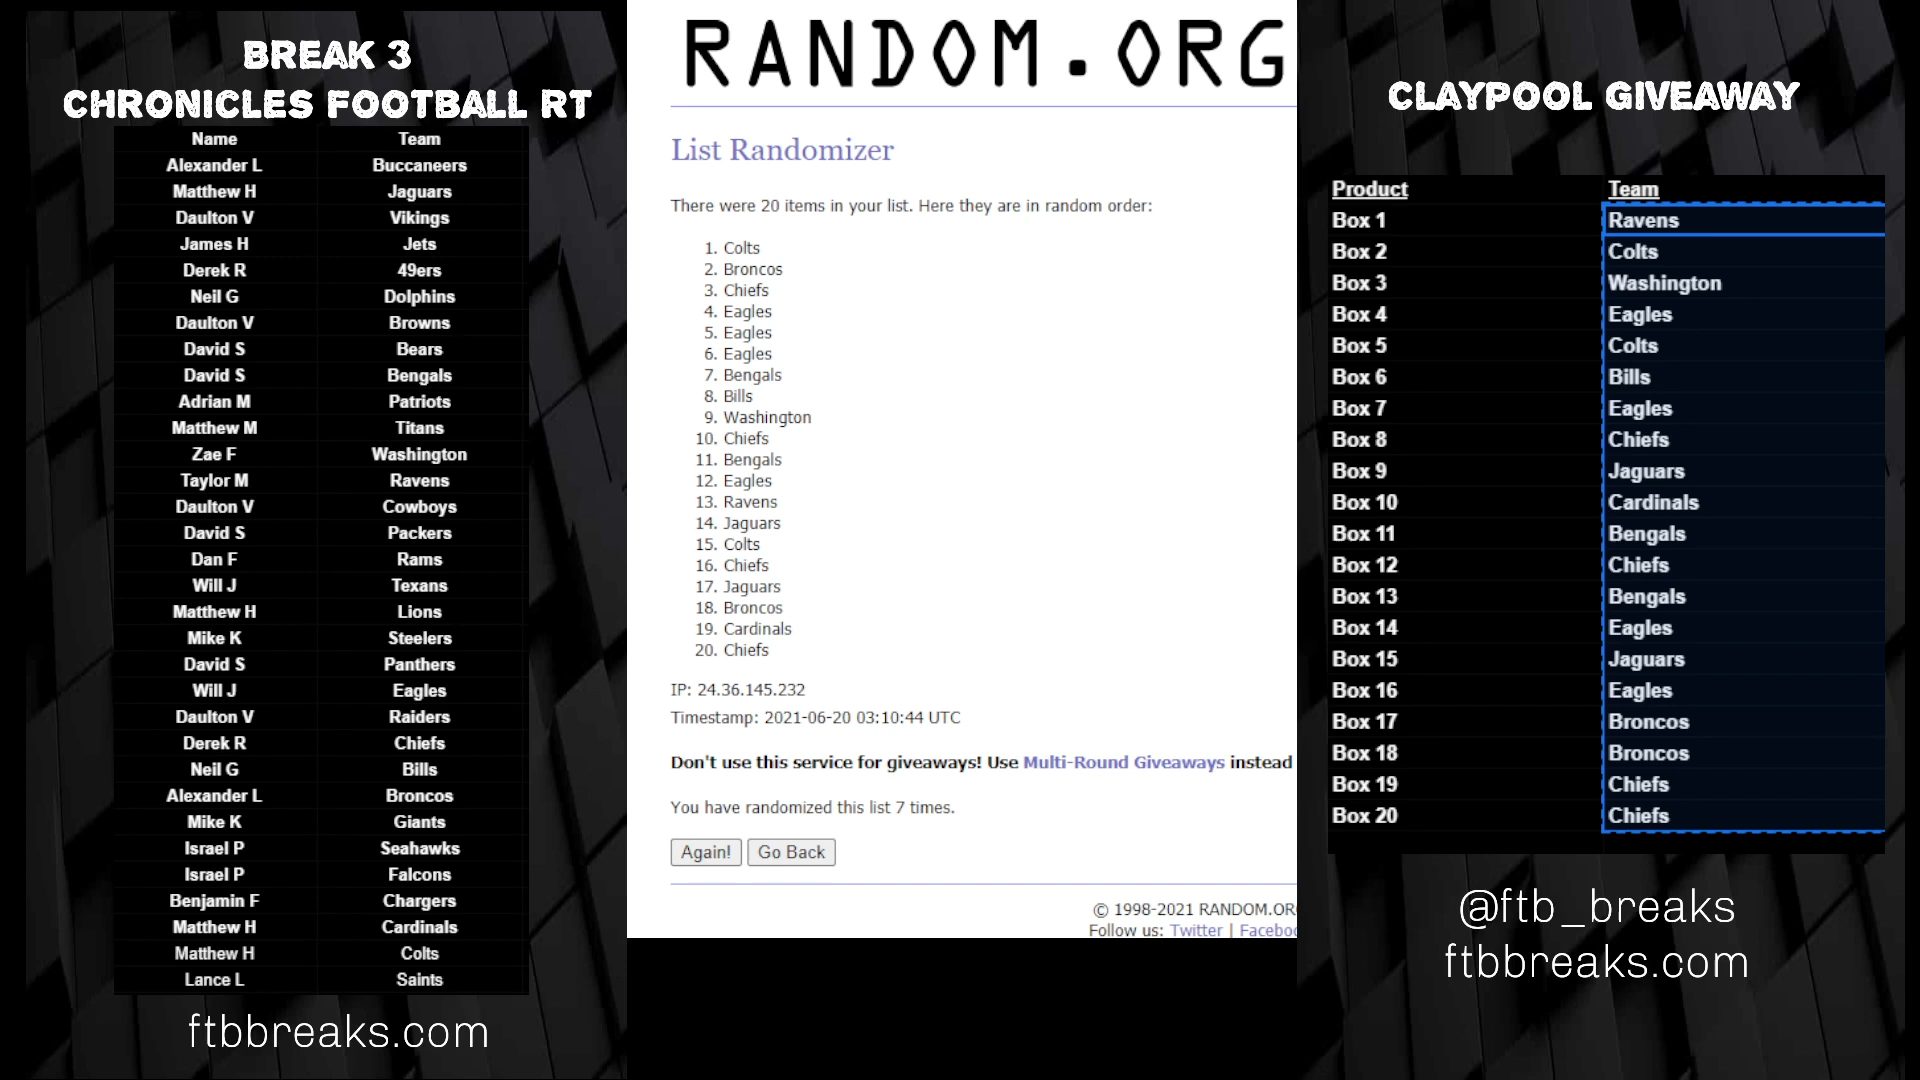 BREAK 3
CHRONICLES FOOTBALL RT
Name Team
Alexander L Buccaneers
Matthew H Jaguars
Daulton V Vikings
James H Jets
Derek R 49ers
Neil G Dolphins
Daulton V Browns
David S Bears
David S Bengals
Adrian M Patriots
Matthew M Titans
Zae F Washington
Taylor M Ravens
Daulton V Cowboys
David S Packers
Dan F Rams
Will J Texans
Matthew H Lions
Mike K Steelers
David S Panthers
Will J Eagles
Daulton V Raiders
Derek R Chiefs
Neil G Bills
Alexander L Broncos
Mike K Giants
Israel P Seahawks
Israel P Falcons
Benjamin F Chargers
Matthew H Cardinals
Matthew H Colts
Lance L Saints
ftbbreaks.com
RANDOM.ORG
List Randomizer
There were 20 items in your list. Here they are in random order:
1. Colts
2. Broncos
3. Chiefs
4. Eagles
5. Eagles
6. Eagles
7. Bengals
8. Bills
9. Washington
10. Chiefs
11. Bengals
12. Eagles
13. Ravens
14. Jaguars
15. Colts
16. Chiefs
17. Jaguars
18. Broncos
19. Cardinals
20. Chiefs
IP: 24.36.145.232
Timestamp: 2021-06-20 03:10:44 UTC
Don't use this service for giveaways! Use Multi-Round Giveaways instead
You have randomized this list 7 times.
Again! Go Back
© 1998-2021 RANDOM.OR
Follow us: Twitter | Faceboo
CLAYPOOL GIVEAWAY
Product Team
Box 1 Ravens
Box 2 Colts
Box 3 Washington
Box 4 Eagles
Box 5 Colts
Box 6 Bills
Box 7 Eagles
Box 8 Chiefs
Box 9 Jaguars
Box 10 Cardinals
Box 11 Bengals
Box 12 Chiefs
Box 13 Bengals
Box 14 Eagles
Box 15 Jaguars
Box 16 Eagles
Box 17 Broncos
Box 18 Broncos
Box 19 Chiefs
Box 20 Chiefs
@ftb_breaks
ftbbreaks.com